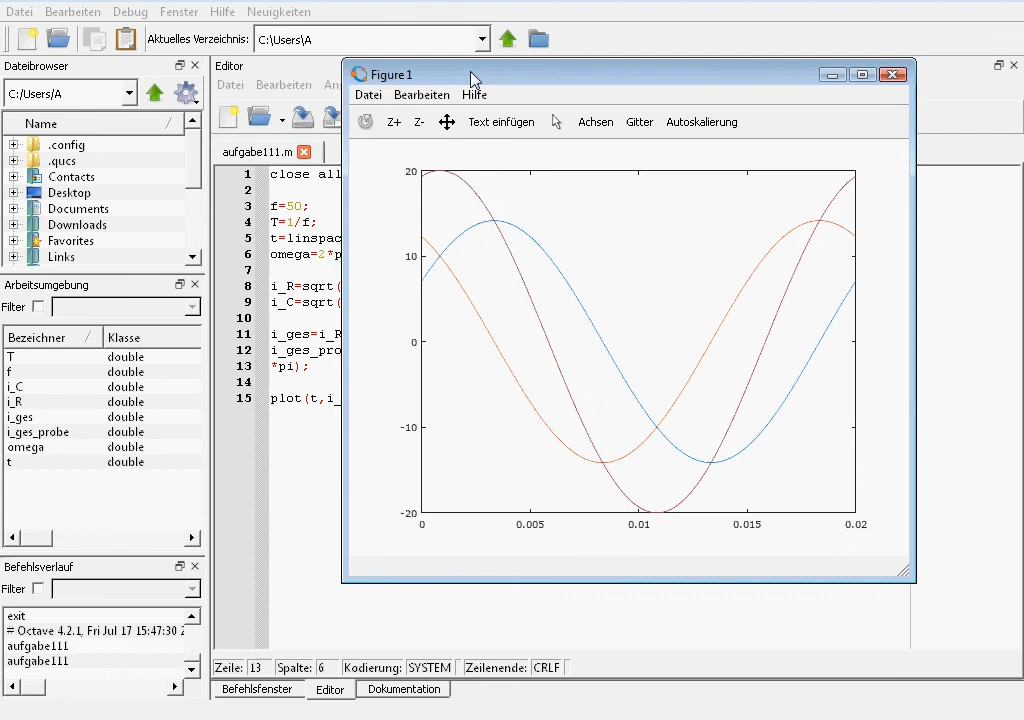 Datei Bearbeiten Debug Fenster Hilfe Neuigkeiten
Aktuelles Verzeichnis: C:\Users\A
Dateibrowser
C:/Users/A
Name
.config
.qucs
Contacts
Desktop
Documents
Downloads
Favorites
Links
Arbeitsumgebung
Filter
Bezeichner Klasse
T double
f double
i_C double
i_R double
i_ges double
i_ges_probe double
omega double
t double
Befehlsverlauf
Filter
exit
# Octave 4.2.1, Fri Jul 17 15:47:30 2
aufgabe111
aufgabe111
Editor
Datei Bearbeiten
aufgabe111.m
1 close all
2
3 f=50;
4 T=1/f;
5 t=linspac
6 omega=2*p
7
8 i_R=sqrt(
9 i_C=sqrt(
10
11 i_ges=i_R
12 i_ges_pro
13 *pi);
14
15 plot(t,i_
Zeile: 13 Spalte: 6 Kodierung: SYSTEM Zeilenende: CRLF
Befehlsfenster Editor Dokumentation
Figure 1
Datei Bearbeiten Hilfe
Z+ Z- Text einfügen Achsen Gitter Autoskalierung
20
10
0
-10
-20
0 0.005 0.01 0.015 0.02